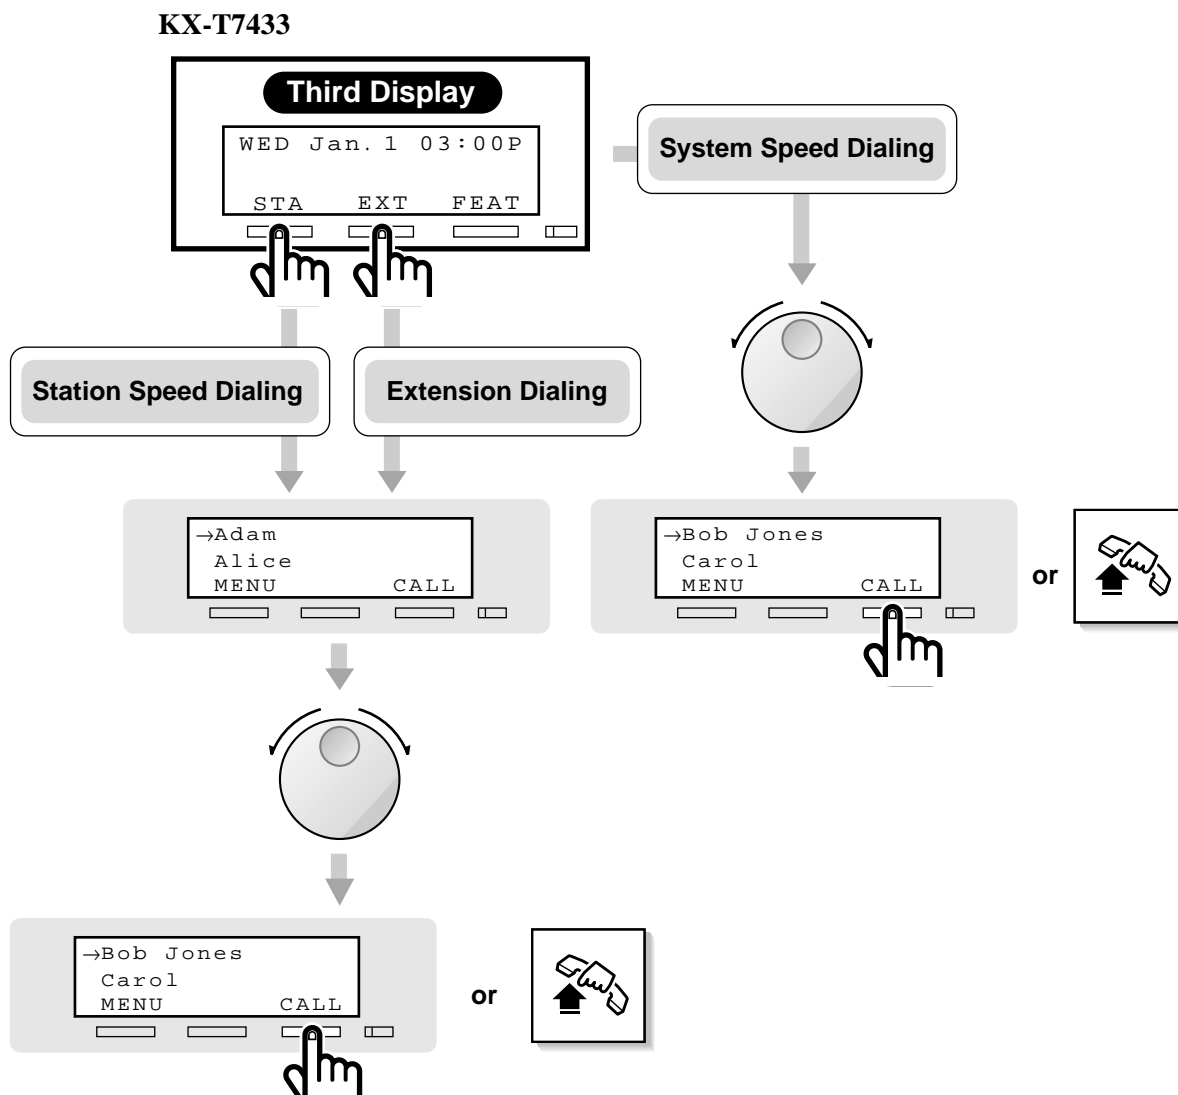 KX-T7433
Third Display
WED Jan. 1 03:00P
STA EXT FEAT
System Speed Dialing
Station Speed Dialing
Extension Dialing
→Adam
Alice
MENU CALL
→Bob Jones
Carol
MENU CALL
or
→Bob Jones
Carol
MENU CALL
or